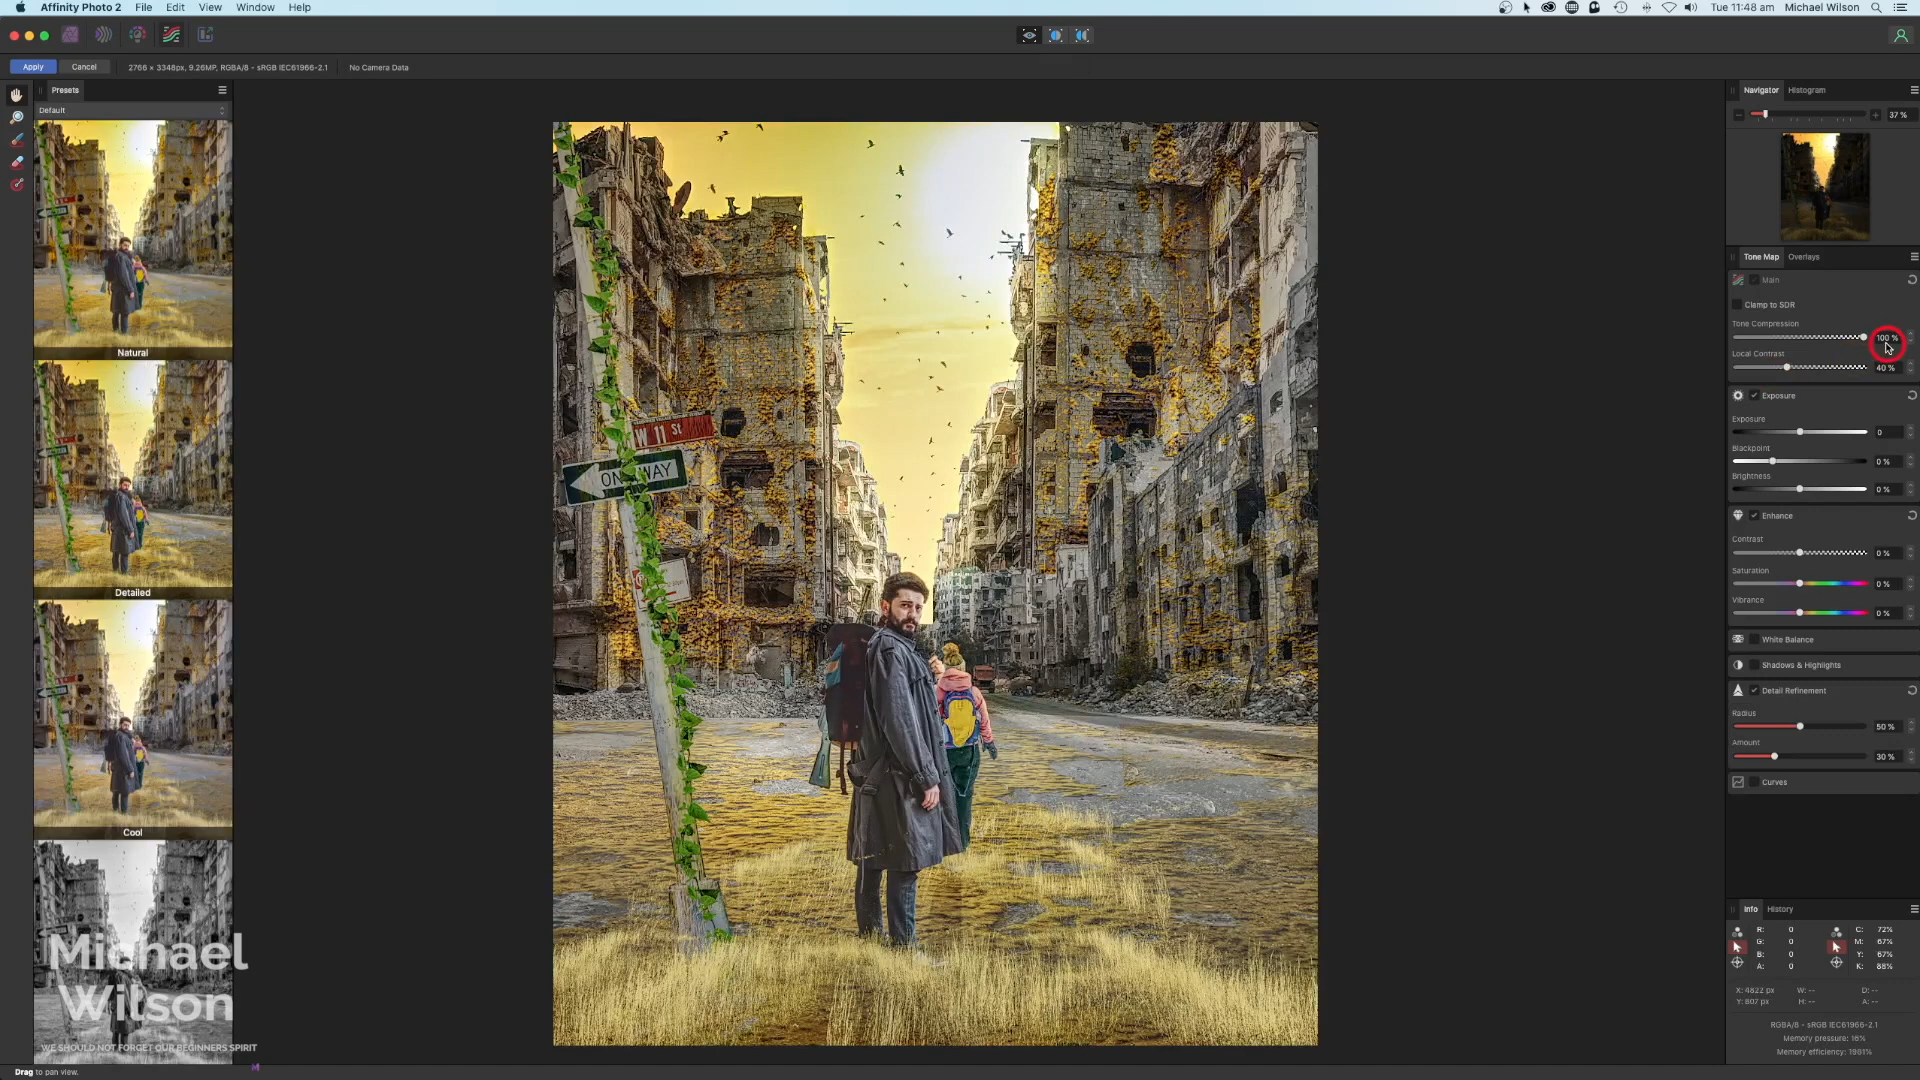 Affinity Photo 2 File Edit View Window Help
Tue 11:48 am Michael Wilson
Apply Cancel 2766 × 3348px, 9.26MP, RGBA/8 - sRGB IEC61966-2.1 No Camera Data
Presets
Default
Natural
Detailed
Cool
Michael
Wilson
WE SHOULD NOT FORGET OUR BEGINNERS SPIRIT
Drag to pan view.
W 11 St
ONE WAY
Navigator Histogram
37 %
Tone Map Overlays
Main
Clamp to SDR
Tone Compression
100 %
Local Contrast
40 %
Exposure
Exposure
0
Blackpoint
0 %
Brightness
0 %
Enhance
Contrast
0 %
Saturation
0 %
Vibrance
0 %
White Balance
Shadows & Highlights
Detail Refinement
Radius
50 %
Amount
30 %
Curves
Info History
R: 0 C: 72%
G: 0 M: 67%
B: 0 Y: 67%
A: 0 K: 88%
X: 4822 px W: -- D: --
Y: 807 px H: -- A: --
RGBA/8 - sRGB IEC61966-2.1
Memory pressure: 16%
Memory efficiency: 1991%